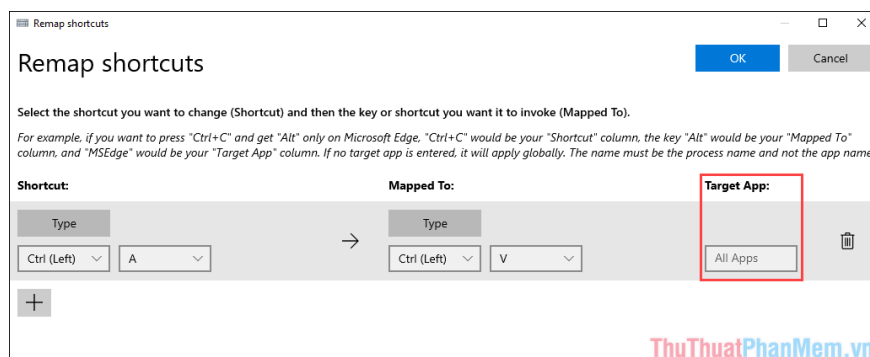 Remap shortcuts
Remap shortcuts
OK
Cancel
Select the shortcut you want to change (Shortcut) and then the key or shortcut you want it to invoke (Mapped To).
For example, if you want to press "Ctrl+C" and get "Alt" only on Microsoft Edge, "Ctrl+C" would be your "Shortcut" column, the key "Alt" would be your "Mapped To"
column, and "MSEdge" would be your "Target App" column. If no target app is entered, it will apply globally. The name must be the process name and not the app name
Shortcut:
Mapped To:
Target App:
Type
Type
Ctrl (Left)
A
Ctrl (Left)
V
All Apps
ThuThuatPhanMem.vn